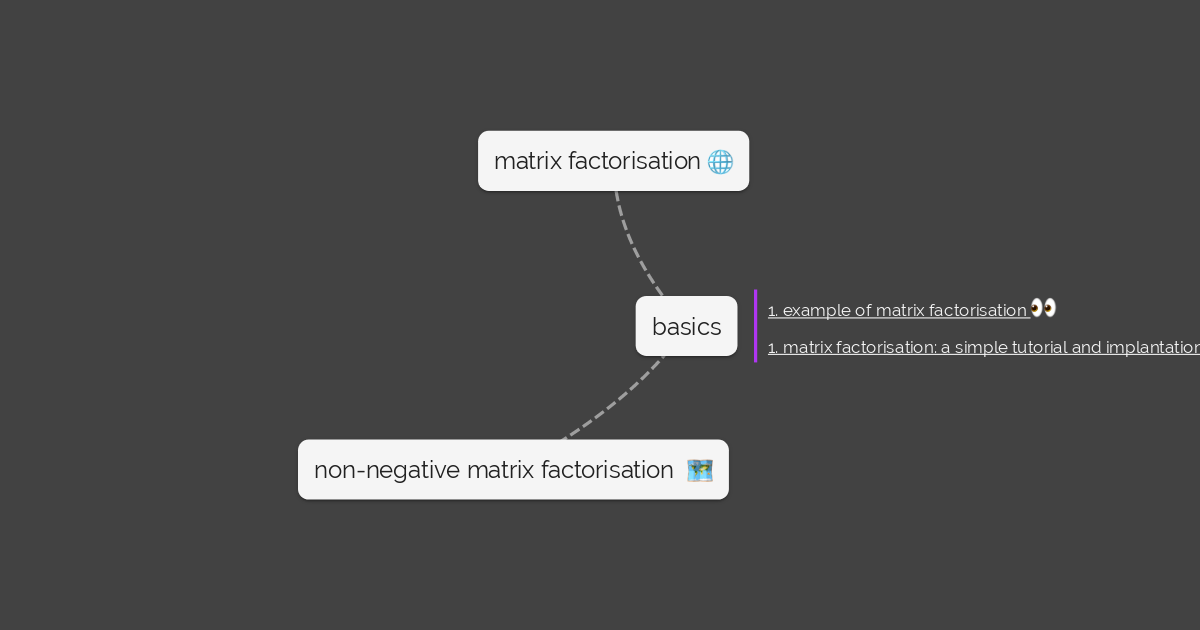 matrix factorisation
basics
1. example of matrix factorisation
1. matrix factorisation: a simple tutorial and implantation
non-negative matrix factorisation